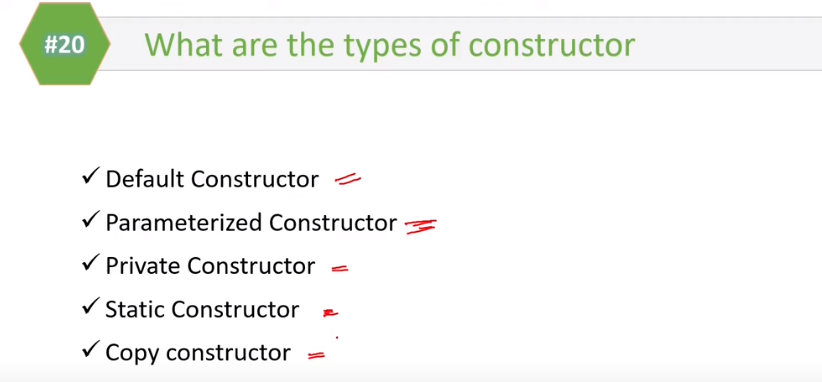 #20
What are the types of constructor
✓ Default Constructor
✓ Parameterized Constructor
✓ Private Constructor
✓ Static Constructor
✓ Copy constructor